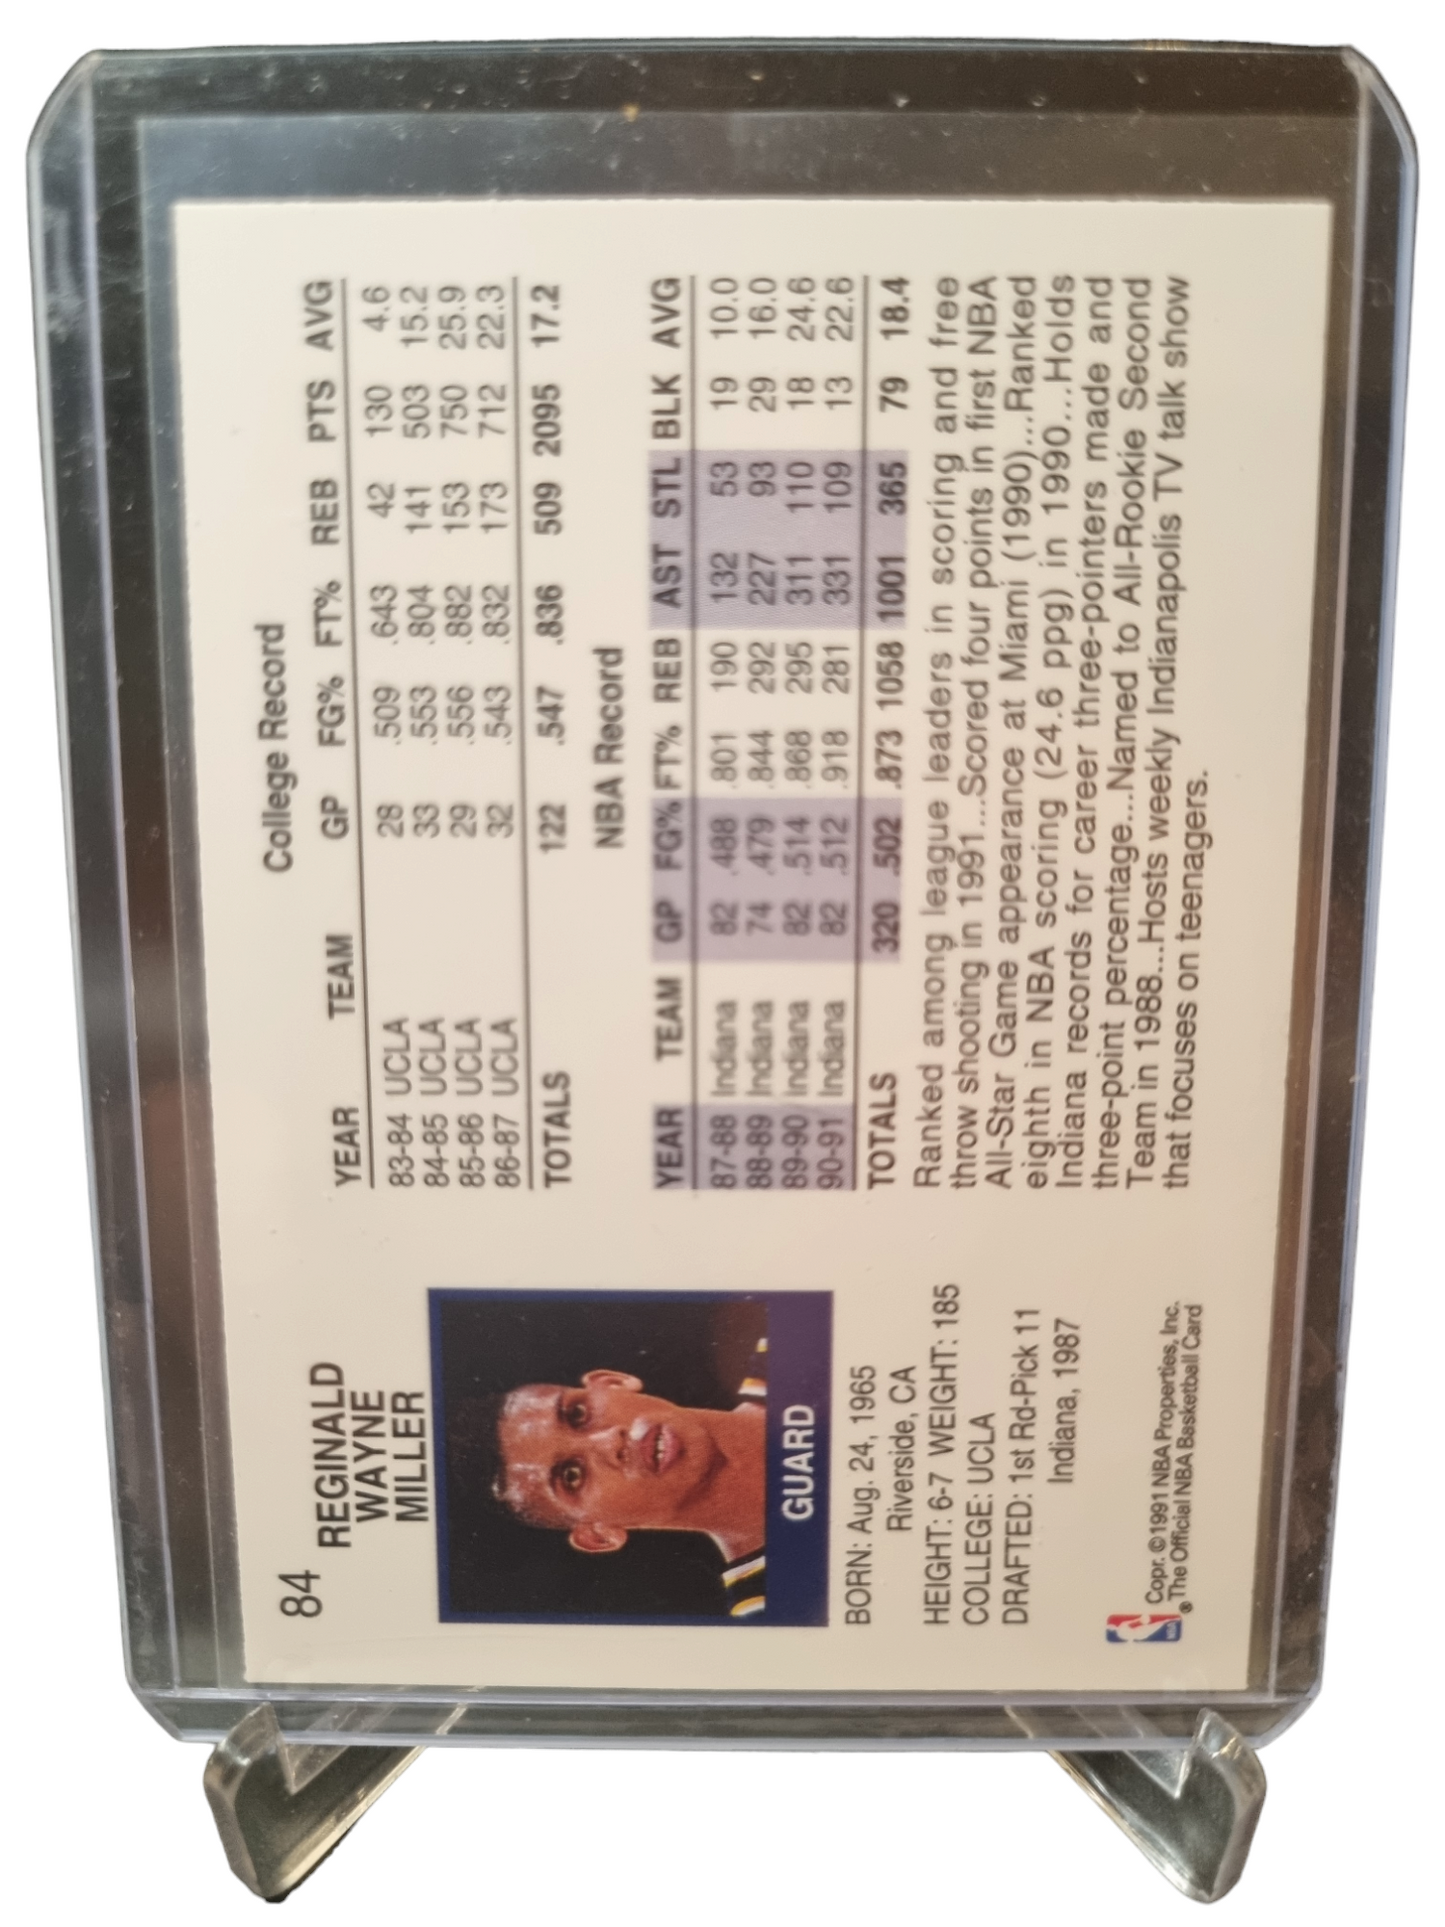 84
REGINALD
WAYNE
MILLER
GUARD
BORN: Aug. 24, 1965
Riverside, CA
HEIGHT: 6-7 WEIGHT: 185
COLLEGE: UCLA
DRAFTED: 1st Rd-Pick 11
Indiana, 1987
NBA
Copr. ©1991 NBA Properties, Inc.
® The Official NBA Basketball Card
College Record
YEAR TEAM GP FG% FT% REB PTS AVG
83-84 UCLA 28 .509 .643 42 130 4.6
84-85 UCLA 33 .553 .804 141 503 15.2
85-86 UCLA 29 .556 .882 153 750 25.9
86-87 UCLA 32 .543 .832 173 712 22.3
TOTALS 122 .547 .836 509 2095 17.2
NBA Record
YEAR TEAM GP FG% FT% REB AST STL BLK AVG
87-88 Indiana 82 .488 .801 190 132 53 19 10.0
88-89 Indiana 74 .479 .844 292 227 93 29 16.0
89-90 Indiana 82 .514 .868 295 311 110 18 24.6
90-91 Indiana 82 .512 .918 281 331 109 13 22.6
TOTALS 320 .502 .873 1058 1001 365 79 18.4
Ranked among league leaders in scoring and free
throw shooting in 1991...Scored four points in first NBA
All-Star Game appearance at Miami (1990)...Ranked
eighth in NBA scoring (24.6 ppg) in 1990...Holds
Indiana records for career three-pointers made and
three-point percentage...Named to All-Rookie Second
Team in 1988...Hosts weekly Indianapolis TV talk show
that focuses on teenagers.